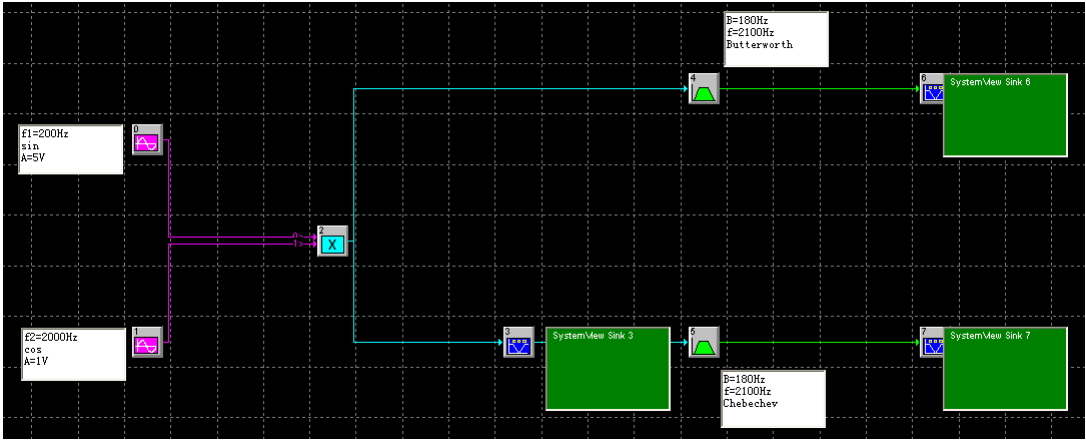 B=180Hz
f=2100Hz
Butterworth
4
6
SystemView Sink 6
0
f1=200Hz
sin
A=5V
2
X
1
f2=2000Hz
cos
A=1V
3
SystemView Sink 3
5
7
SystemView Sink 7
B=180Hz
f=2100Hz
Chebechev